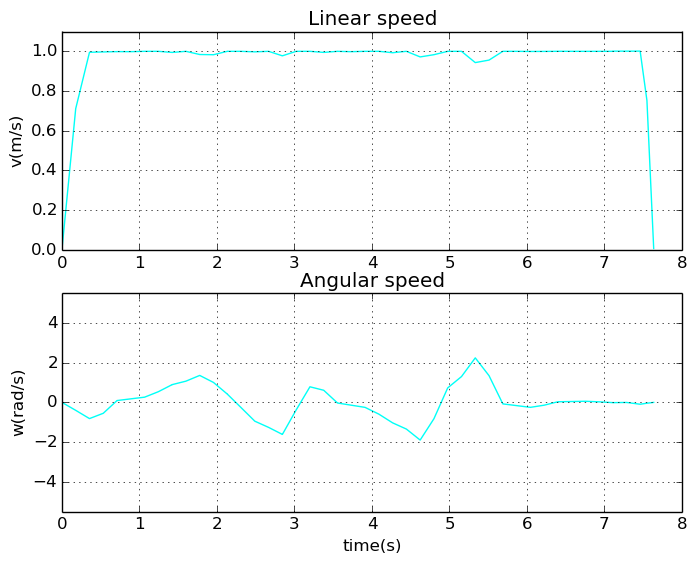 Linear speed
1.0
0.8
0.6
0.4
0.2
0.0
v(m/s)
0 1 2 3 4 5 6 7 8
Angular speed
4
2
0
−2
−4
w(rad/s)
0 1 2 3 4 5 6 7 8
time(s)